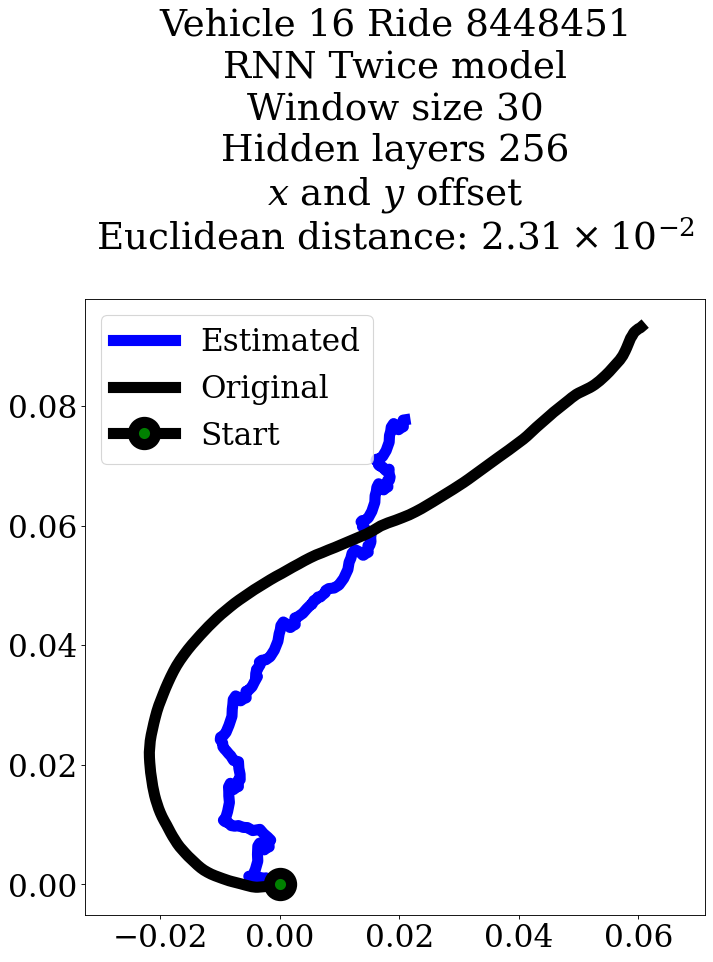 Vehicle 16 Ride 8448451
RNN Twice model
Window size 30
Hidden layers 256
x and y offset
Euclidean distance: 2.31 × 10⁻²
Estimated
Original
Start
0.08
0.06
0.04
0.02
0.00
−0.02 0.00 0.02 0.04 0.06